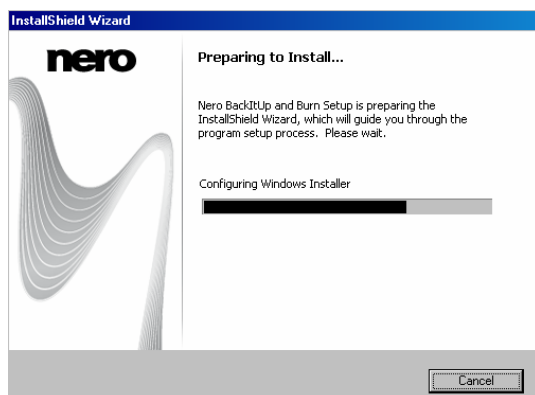 InstallShield Wizard
nero
Preparing to Install...
Nero BackItUp and Burn Setup is preparing the
InstallShield Wizard, which will guide you through the
program setup process. Please wait.
Configuring Windows Installer
Cancel